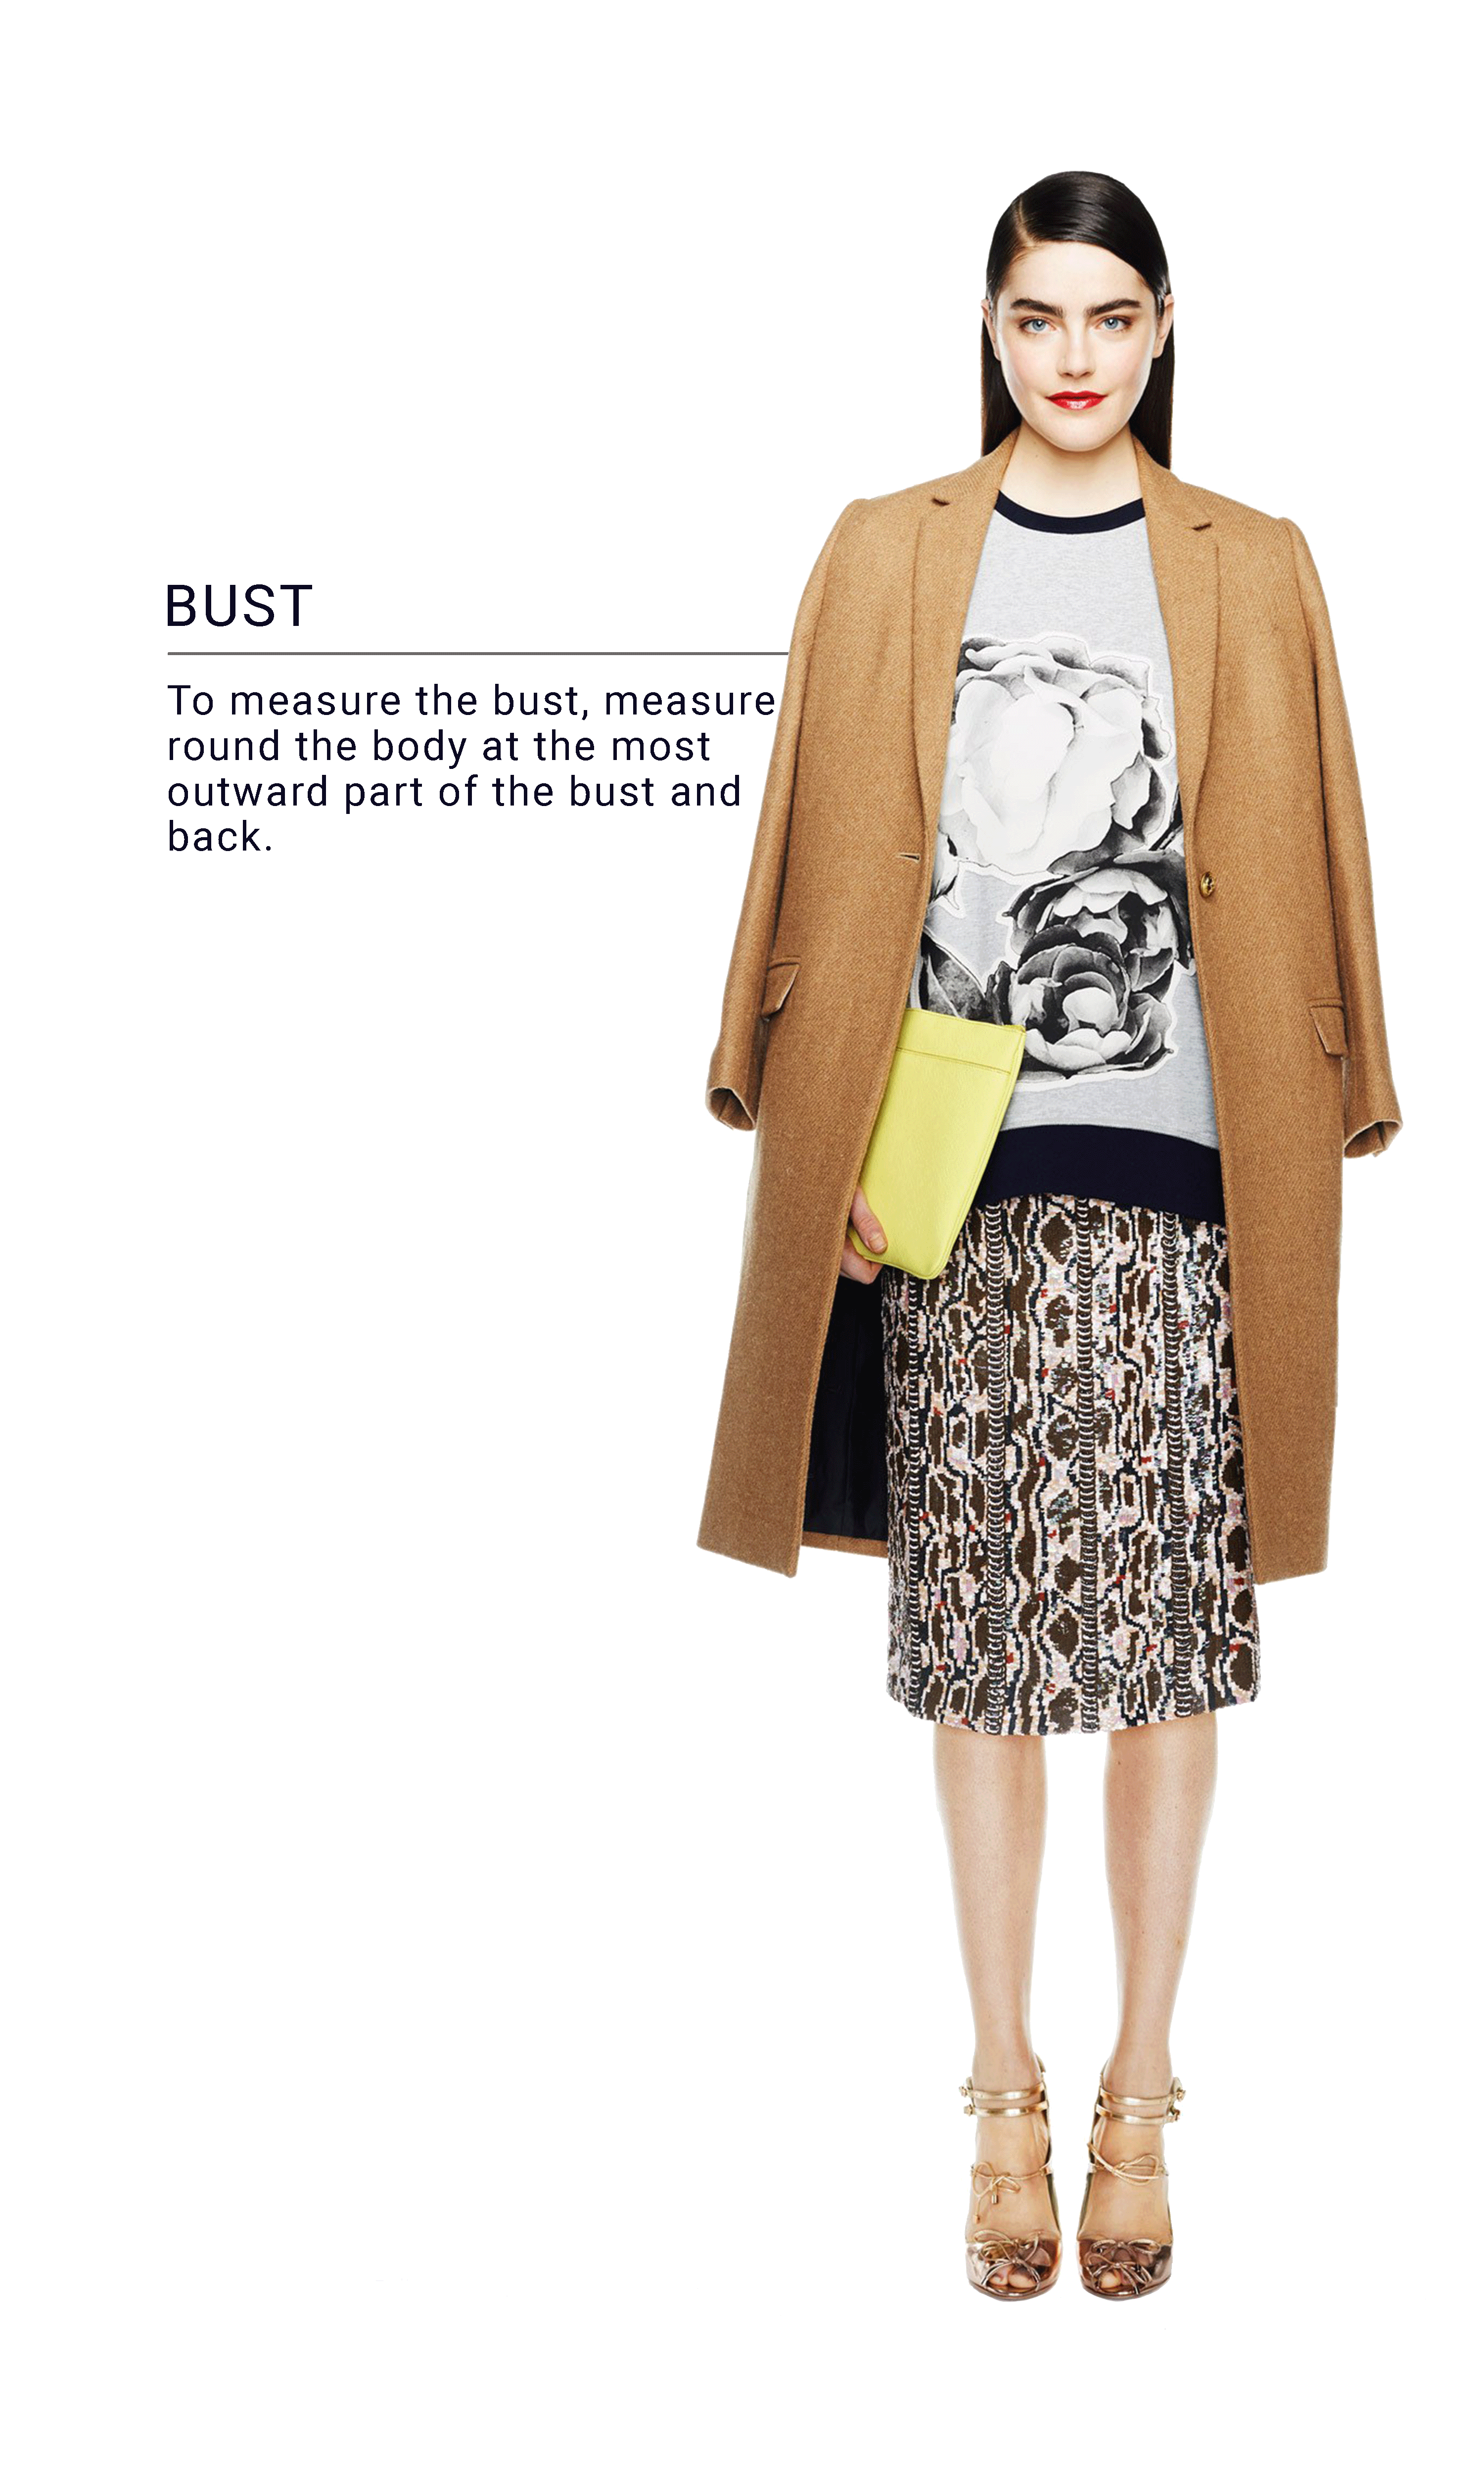 BUST
To measure the bust, measure
round the body at the most
outward part of the bust and
back.